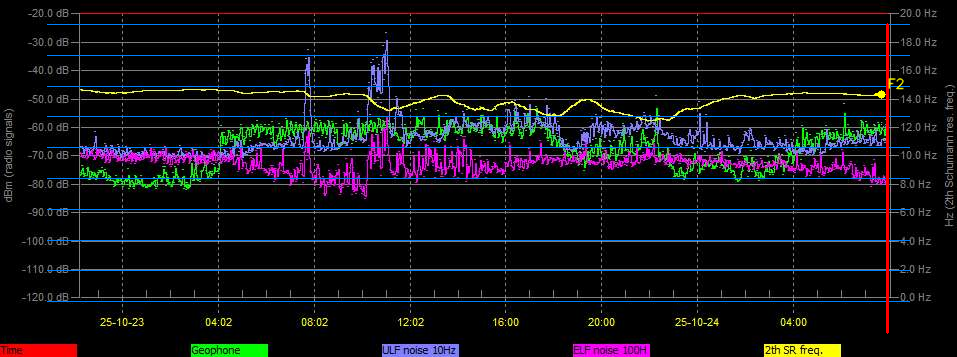 -20.0 dB 20.0 Hz
-30.0 dB 18.0 Hz
-40.0 dB 16.0 Hz
-50.0 dB 14.0 Hz
-60.0 dB 12.0 Hz
-70.0 dB 10.0 Hz
-80.0 dB 8.0 Hz
-90.0 dB 6.0 Hz
-100.0 dB 4.0 Hz
-110.0 dB 2.0 Hz
-120.0 dB 0.0 Hz
F2
dBm (radio signals)
Hz (2th Schumann res. freq.)
25-10-23 04:02 08:02 12:02 16:00 20:00 25-10-24 04:00
Time Geophone ULF noise 10Hz ELF noise 100H 2th SR freq.